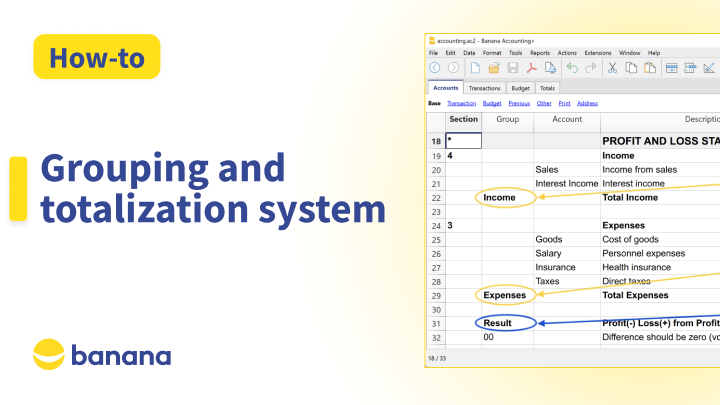 How-to
Grouping and
totalization system
banana
accounting.ac2 - Banana Accounting+
File Edit Data Format Tools Reports Actions Extensions Window Help
Accounts Transactions Budget Totals
Base Transaction Budget Previous Other Print Address
Section Group Account Descriptio
18 * PROFIT AND LOSS STA
19 4 Income
20 Sales Income from sales
21 Interest Income Interest income
22 Income Total Income
23
24 3 Expenses
25 Goods Cost of goods
26 Salary Personnel expenses
27 Insurance Health insurance
28 Taxes Direct taxes
29 Expenses Total Expenses
30
31 Result Profit(-) Loss(+) from Profit
32 00 Difference should be zero (vo
18 / 33